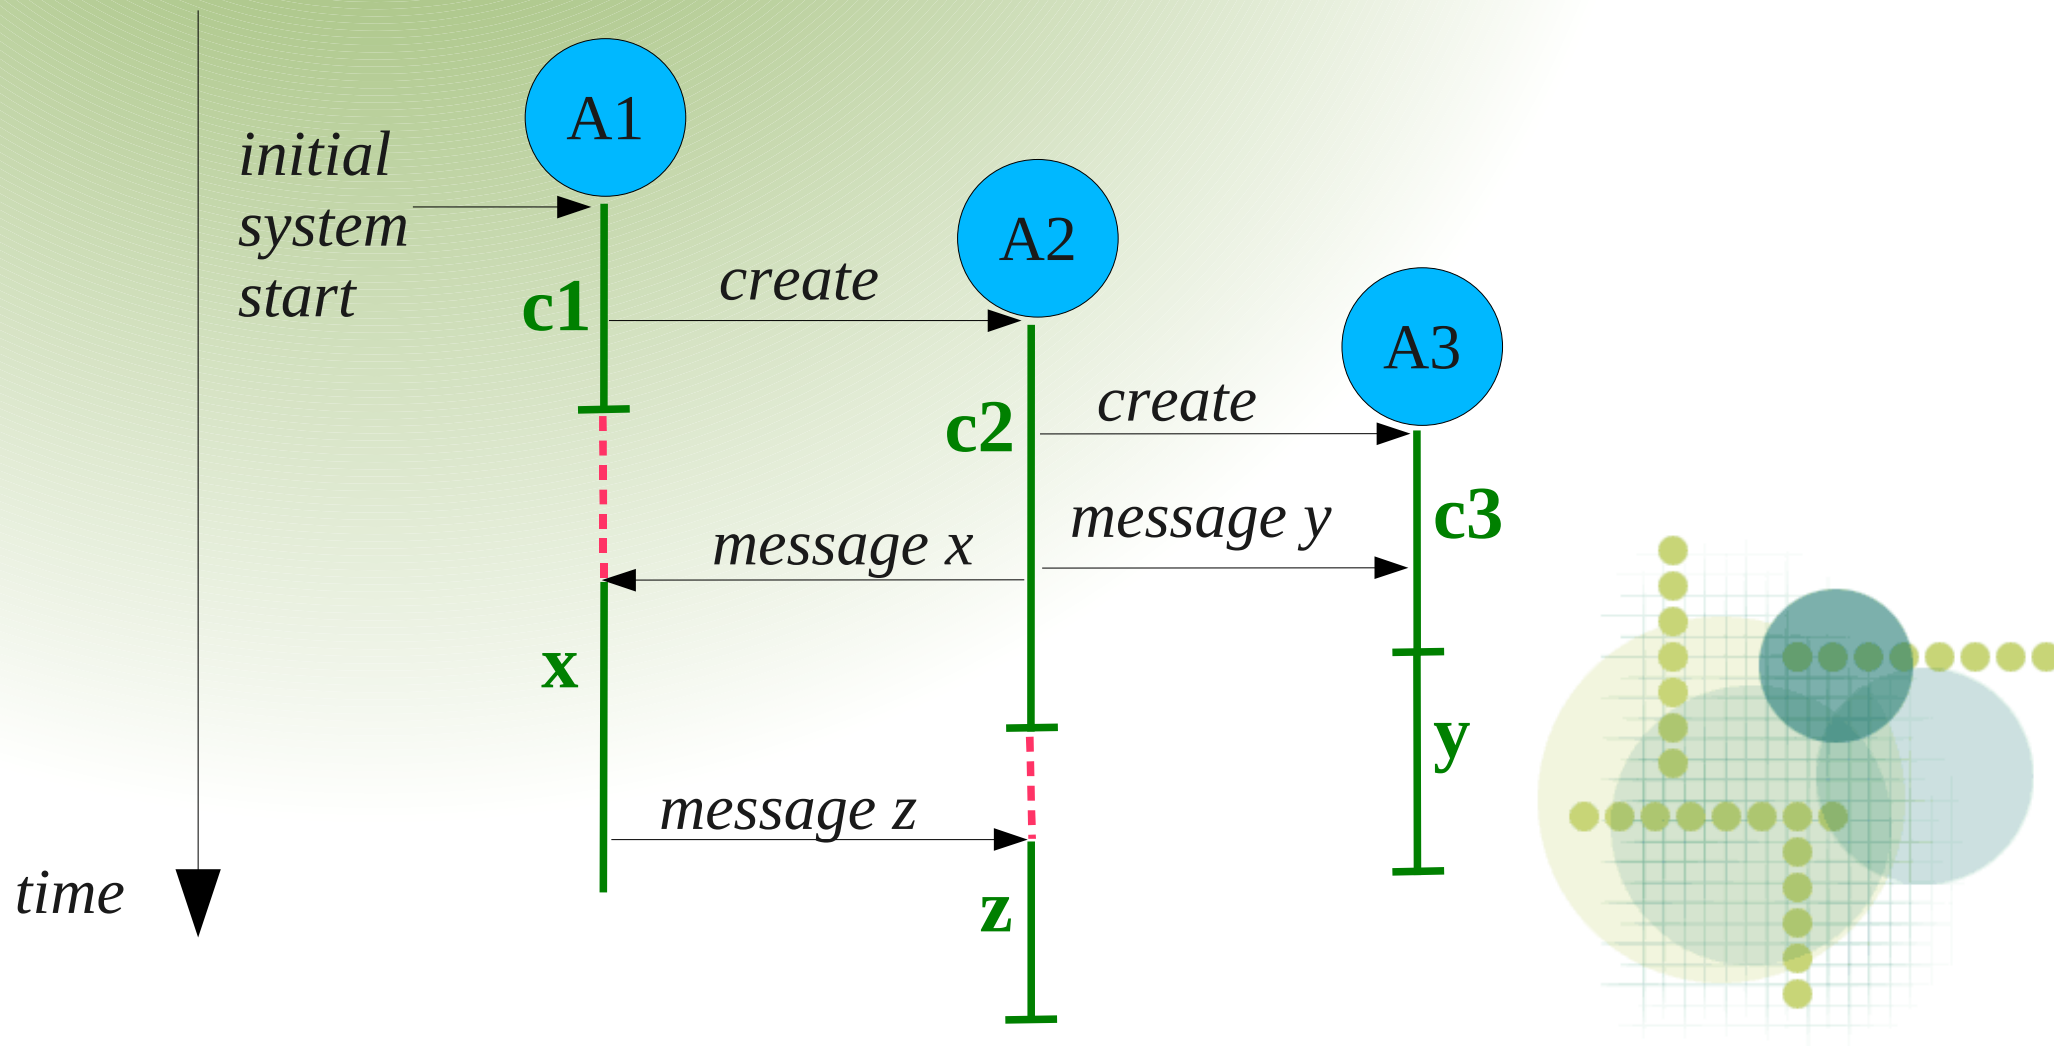 A1
initial
system
start
A2
create
c1
A3
create
c2
message y
c3
message x
x
y
message z
time
z